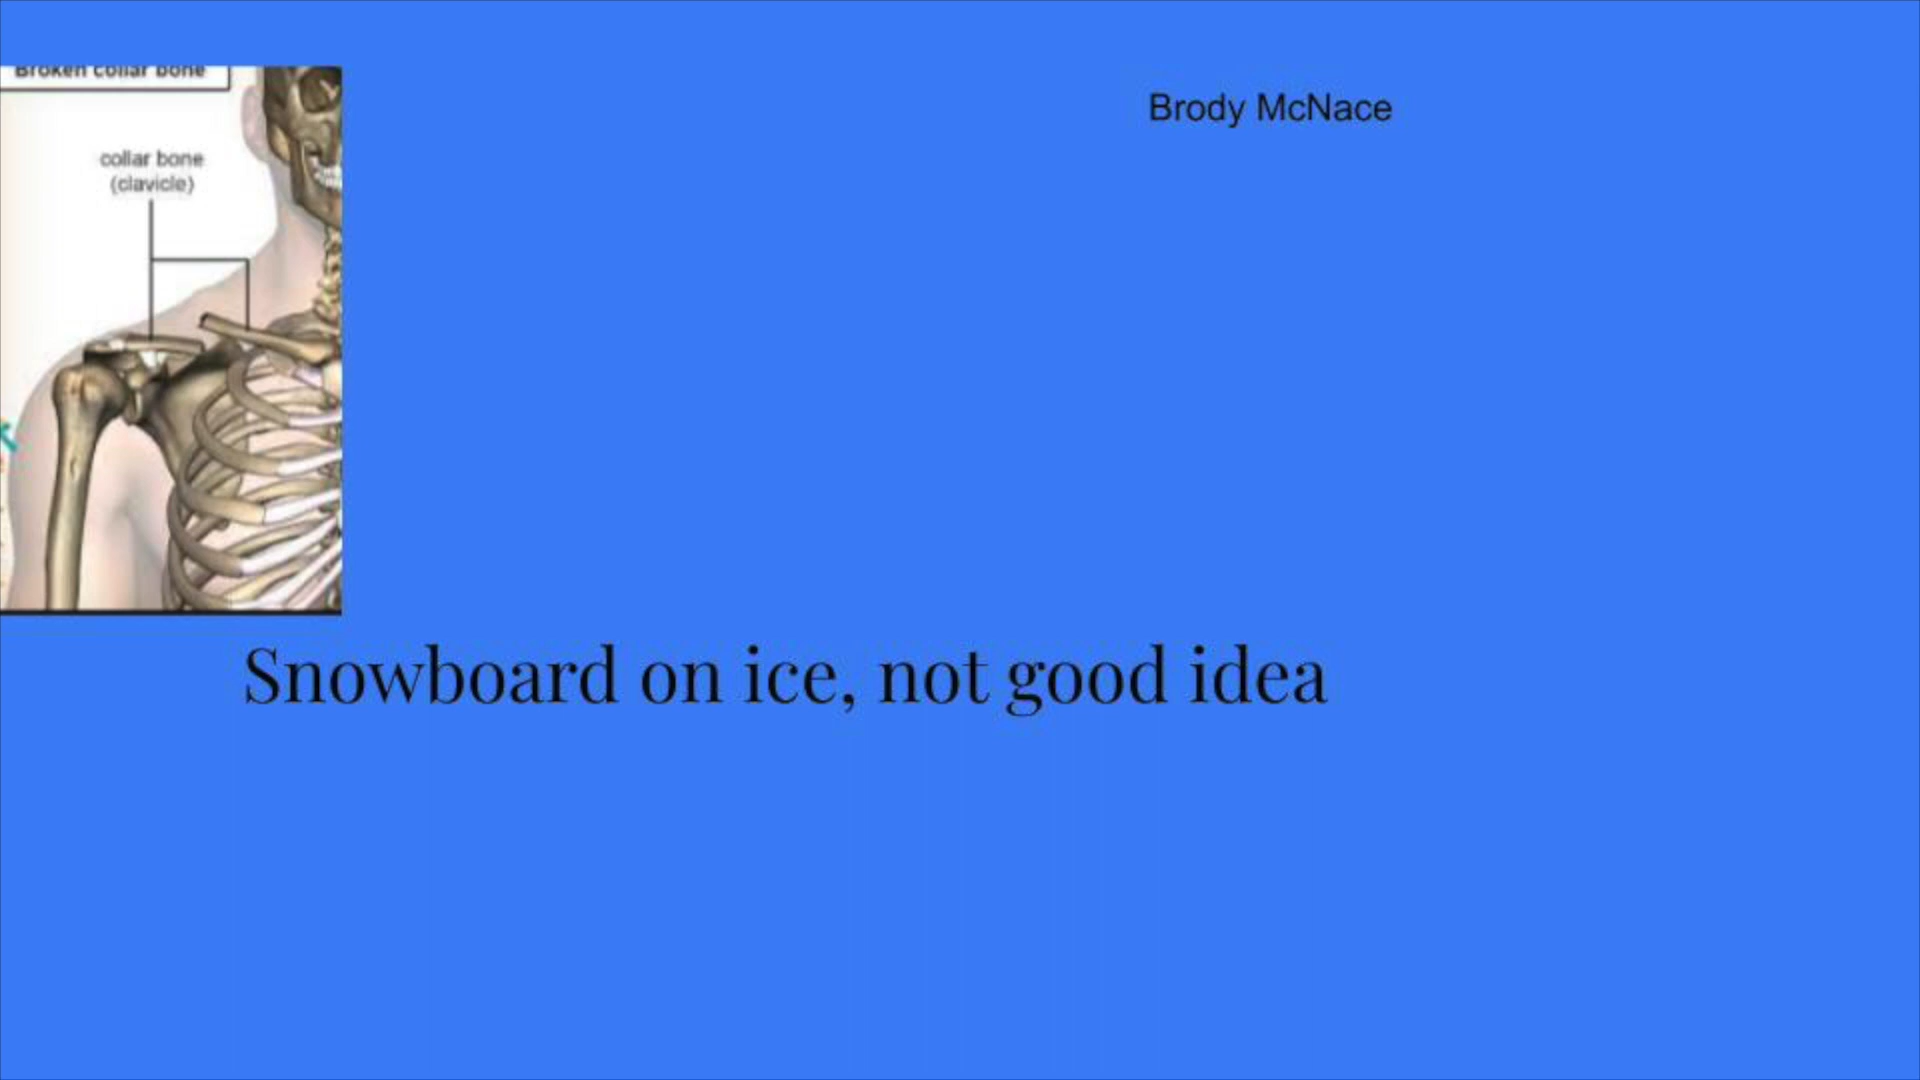 Broken collar bone
collar bone
(clavicle)
Brody McNace
Snowboard on ice, not good idea